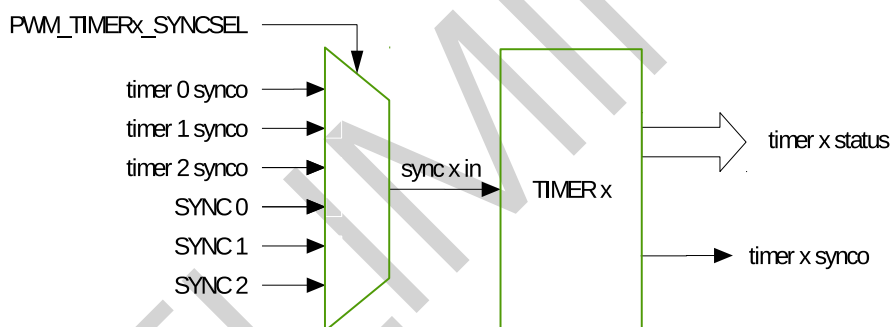 PWM_TIMERx_SYNCSEL
timer 0 synco
timer 1 synco
timer 2 synco
SYNC 0
SYNC 1
SYNC 2
sync x in
TIMER x
timer x status
timer x synco